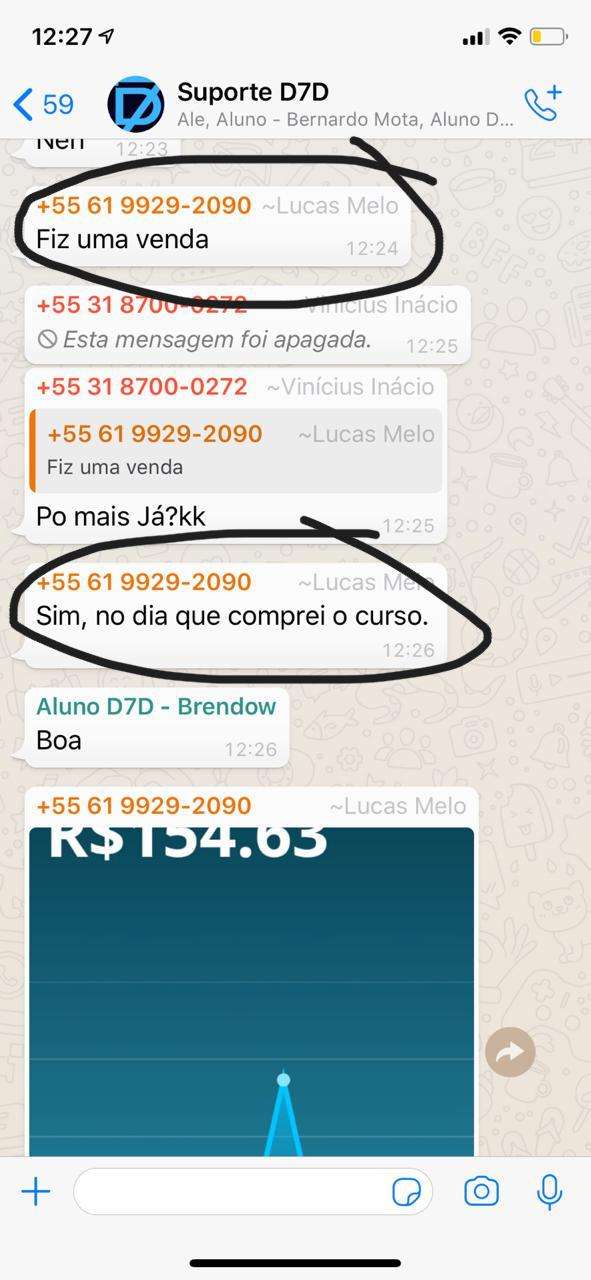 12:27
59
Suporte D7D
Ale, Aluno - Bernardo Mota, Aluno D...
12:23
+55 61 9929-2090 ~Lucas Melo
Fiz uma venda
12:24
+55 31 8700-0272 ~Vinícius Inácio
Esta mensagem foi apagada.
12:25
+55 31 8700-0272 ~Vinícius Inácio
+55 61 9929-2090 ~Lucas Melo
Fiz uma venda
Po mais Já?kk
12:25
+55 61 9929-2090 ~Lucas Melo
Sim, no dia que comprei o curso.
12:26
Aluno D7D - Brendow
Boa
12:26
+55 61 9929-2090 ~Lucas Melo
R$154.63